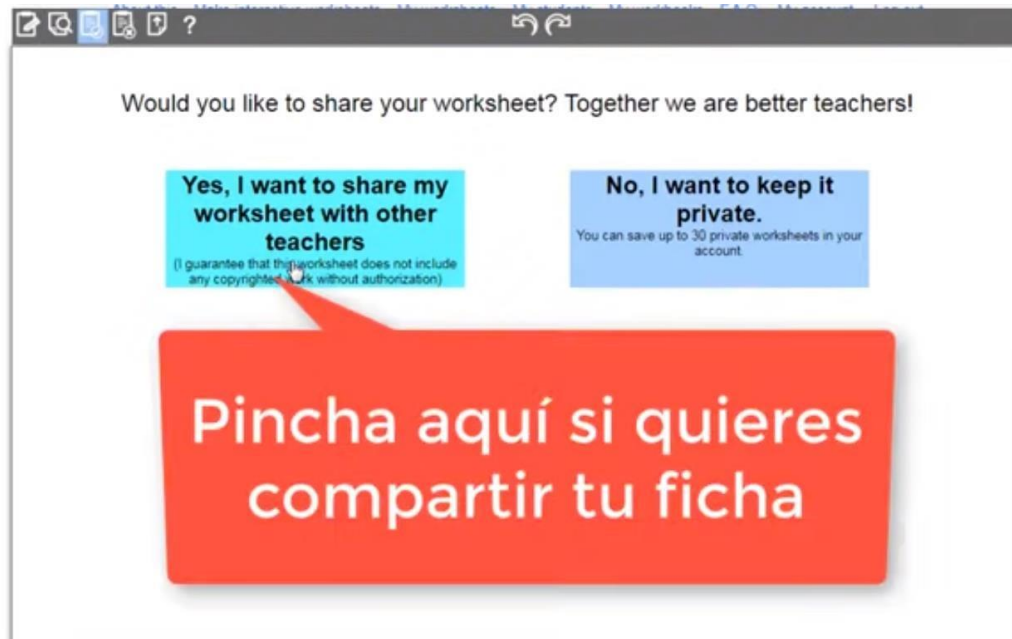 ?
Would you like to share your worksheet? Together we are better teachers!
Yes, I want to share my
worksheet with other
teachers
(I guarantee that this worksheet does not include
any copyrighted work without authorization)
No, I want to keep it
private.
You can save up to 30 private worksheets in your
account.
Pincha aquí si quieres
compartir tu ficha